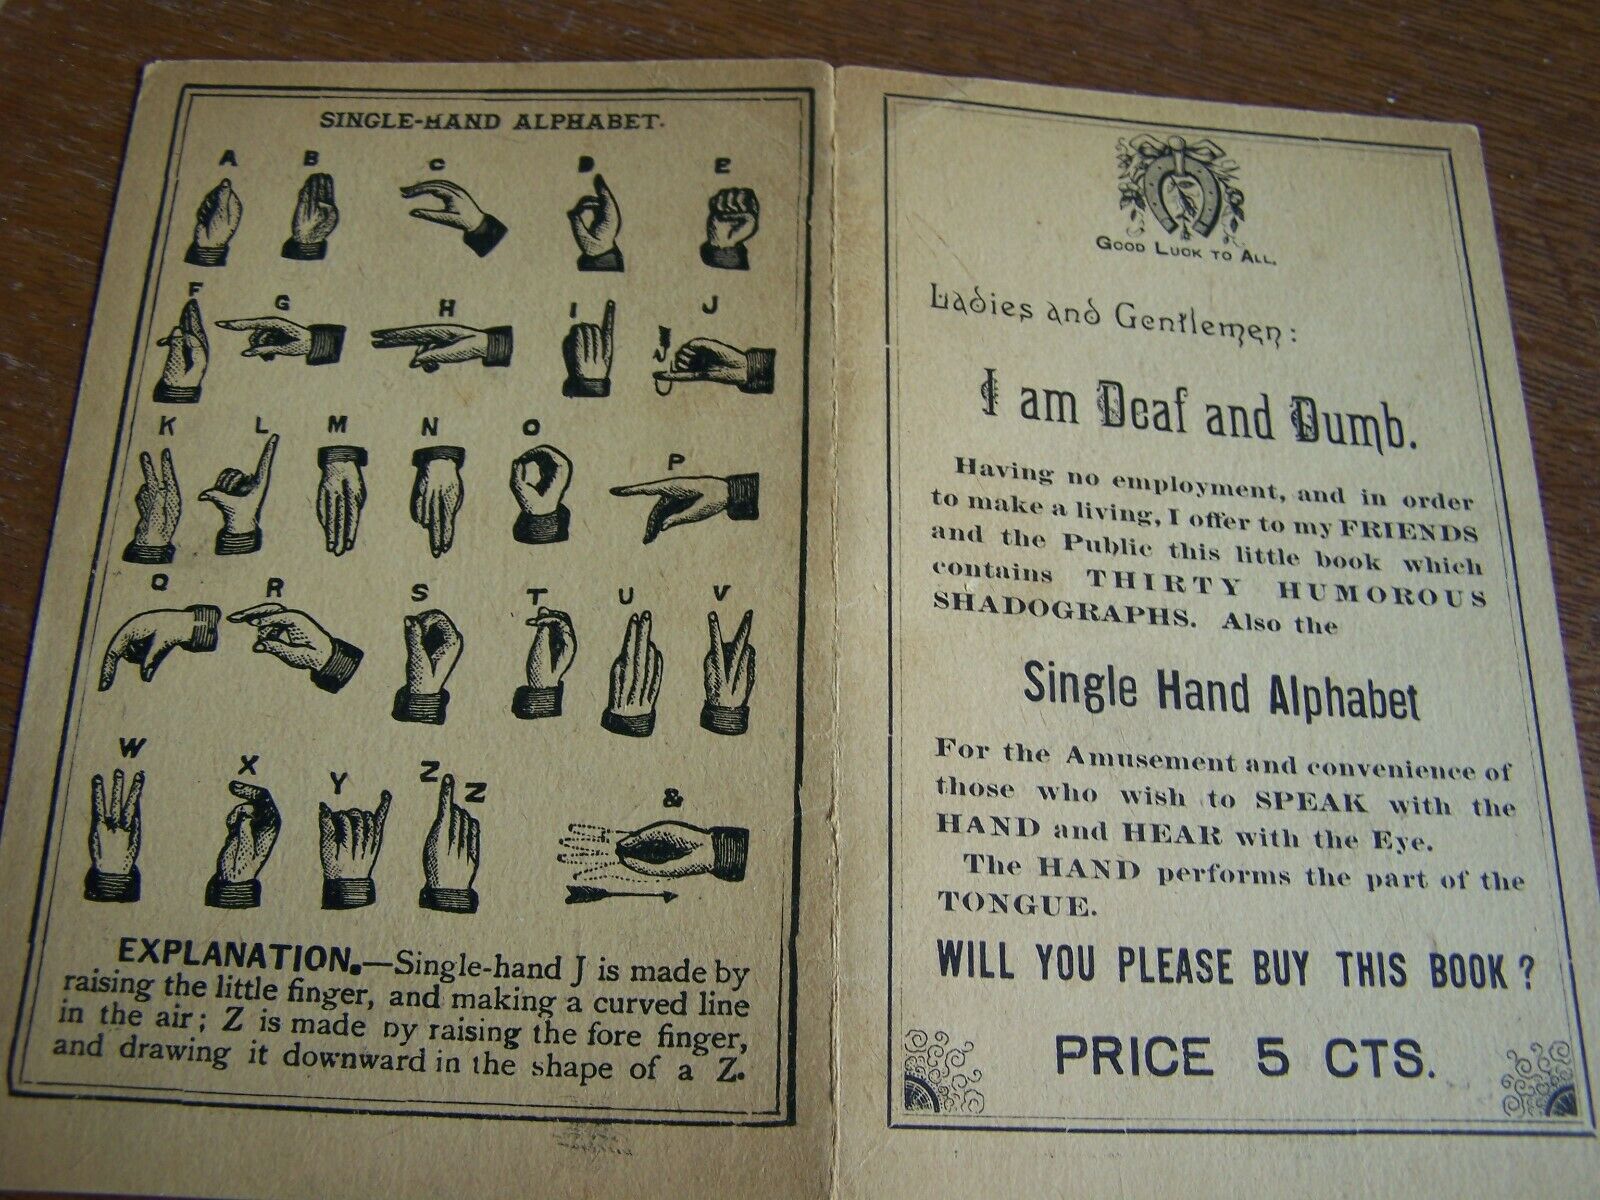 SINGLE-HAND ALPHABET.
A B C D E
F G H I J
K L M N O P
Q R S T U V
W X Y Z Z &
EXPLANATION.—Single-hand J is made by
raising the little finger, and making a curved line
in the air; Z is made by raising the fore finger,
and drawing it downward in the shape of a Z.
GOOD LUCK TO ALL.
Ladies and Gentlemen:
I am Deaf and Dumb.
Having no employment, and in order
to make a living, I offer to my FRIENDS
and the Public this little book which
contains THIRTY HUMOROUS
SHADOGRAPHS. Also the
Single Hand Alphabet
For the Amusement and convenience of
those who wish to SPEAK with the
HAND and HEAR with the Eye.
The HAND performs the part of the
TONGUE.
WILL YOU PLEASE BUY THIS BOOK?
PRICE 5 CTS.